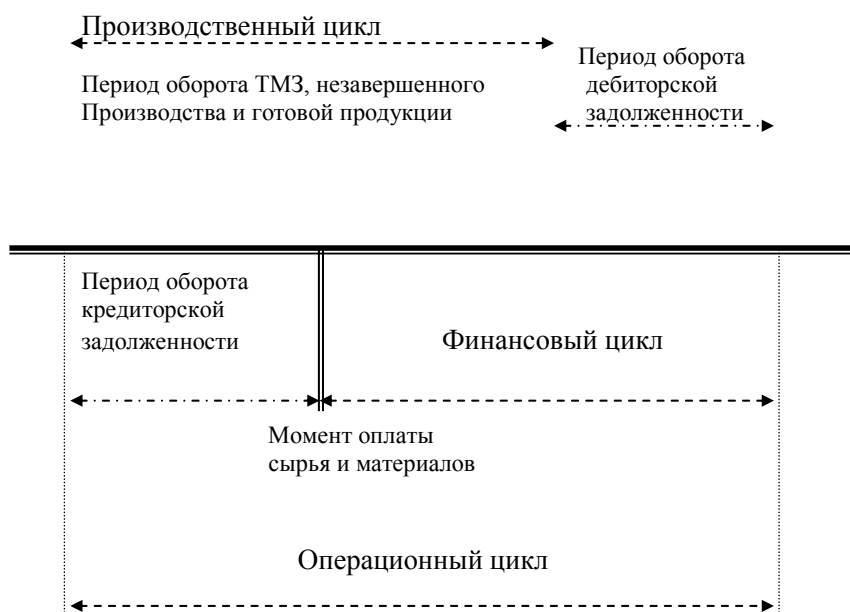 Производственный цикл
Период оборота ТМЗ, незавершенного
Производства и готовой продукции
Период оборота
дебиторской
задолженности
Период оборота
кредиторской
задолженности
Финансовый цикл
Момент оплаты
сырья и материалов
Операционный цикл